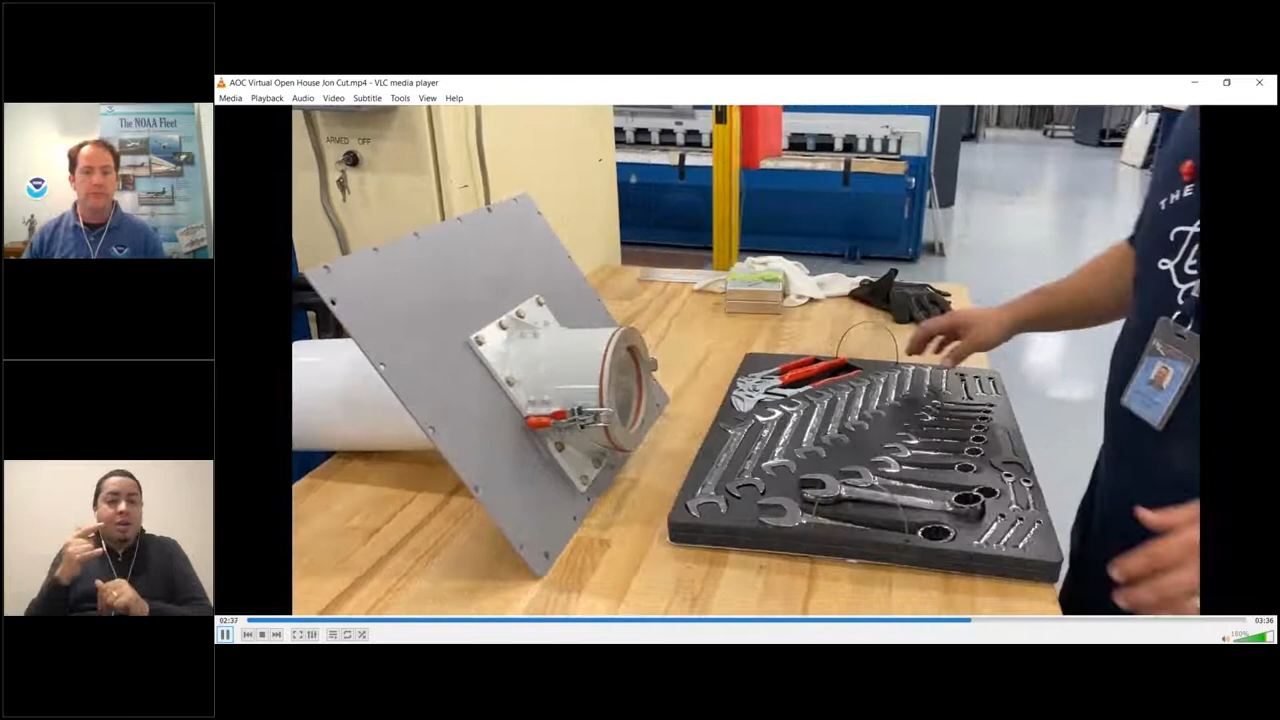 AOC Virtual Open House Jon Cut.mp4 - VLC media player
Media Playback Audio Video Subtitle Tools View Help
The NOAA Fleet
ARMED OFF
THE
02:37
03:36
180%